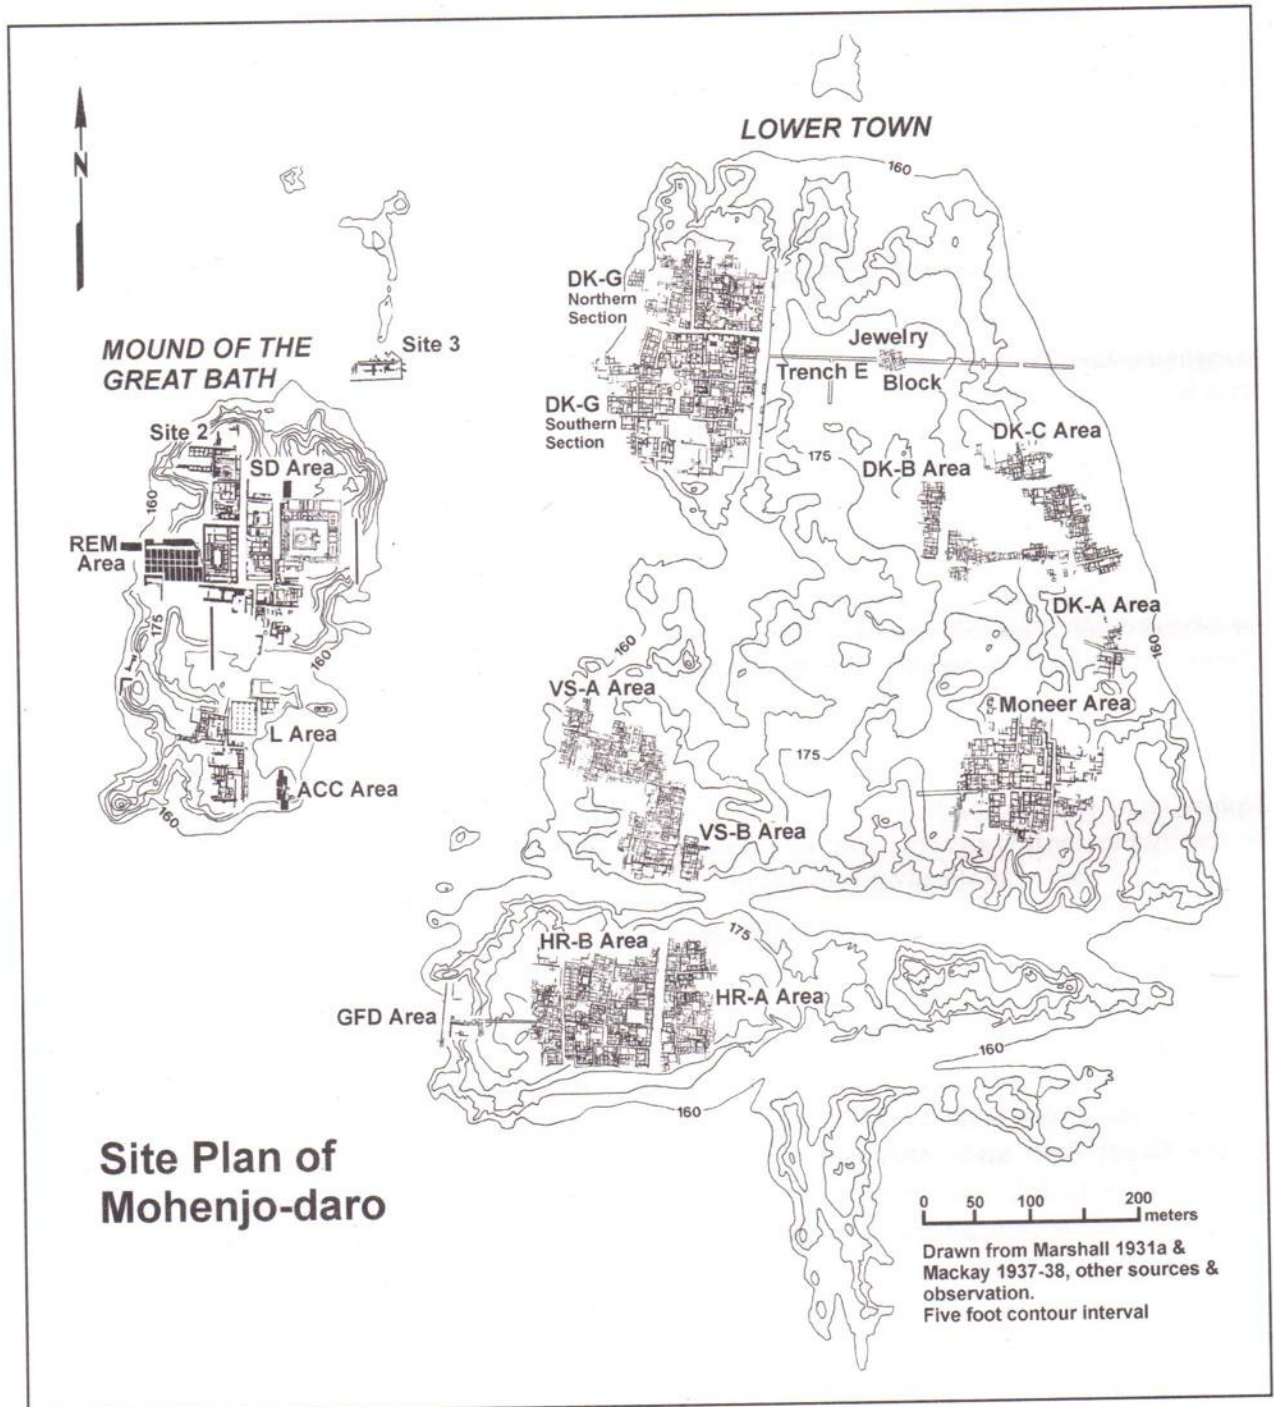 LOWER TOWN
160
N
DK-G
Northern
Section
Jewelry
Site 3
MOUND OF THE
GREAT BATH
Trench E
Block
DK-G
Southern
Section
Site 2
DK-C Area
SD Area
175
DK-B Area
160
REM
Area
DK-A Area
175
160
160
160
VS-A Area
Moneer Area
L Area
175
ACC Area
160
VS-B Area
175
HR-B Area
HR-A Area
GFD Area
160
160
Site Plan of
Mohenjo-daro
0 50 100 200
meters
Drawn from Marshall 1931a &
Mackay 1937-38, other sources &
observation.
Five foot contour interval